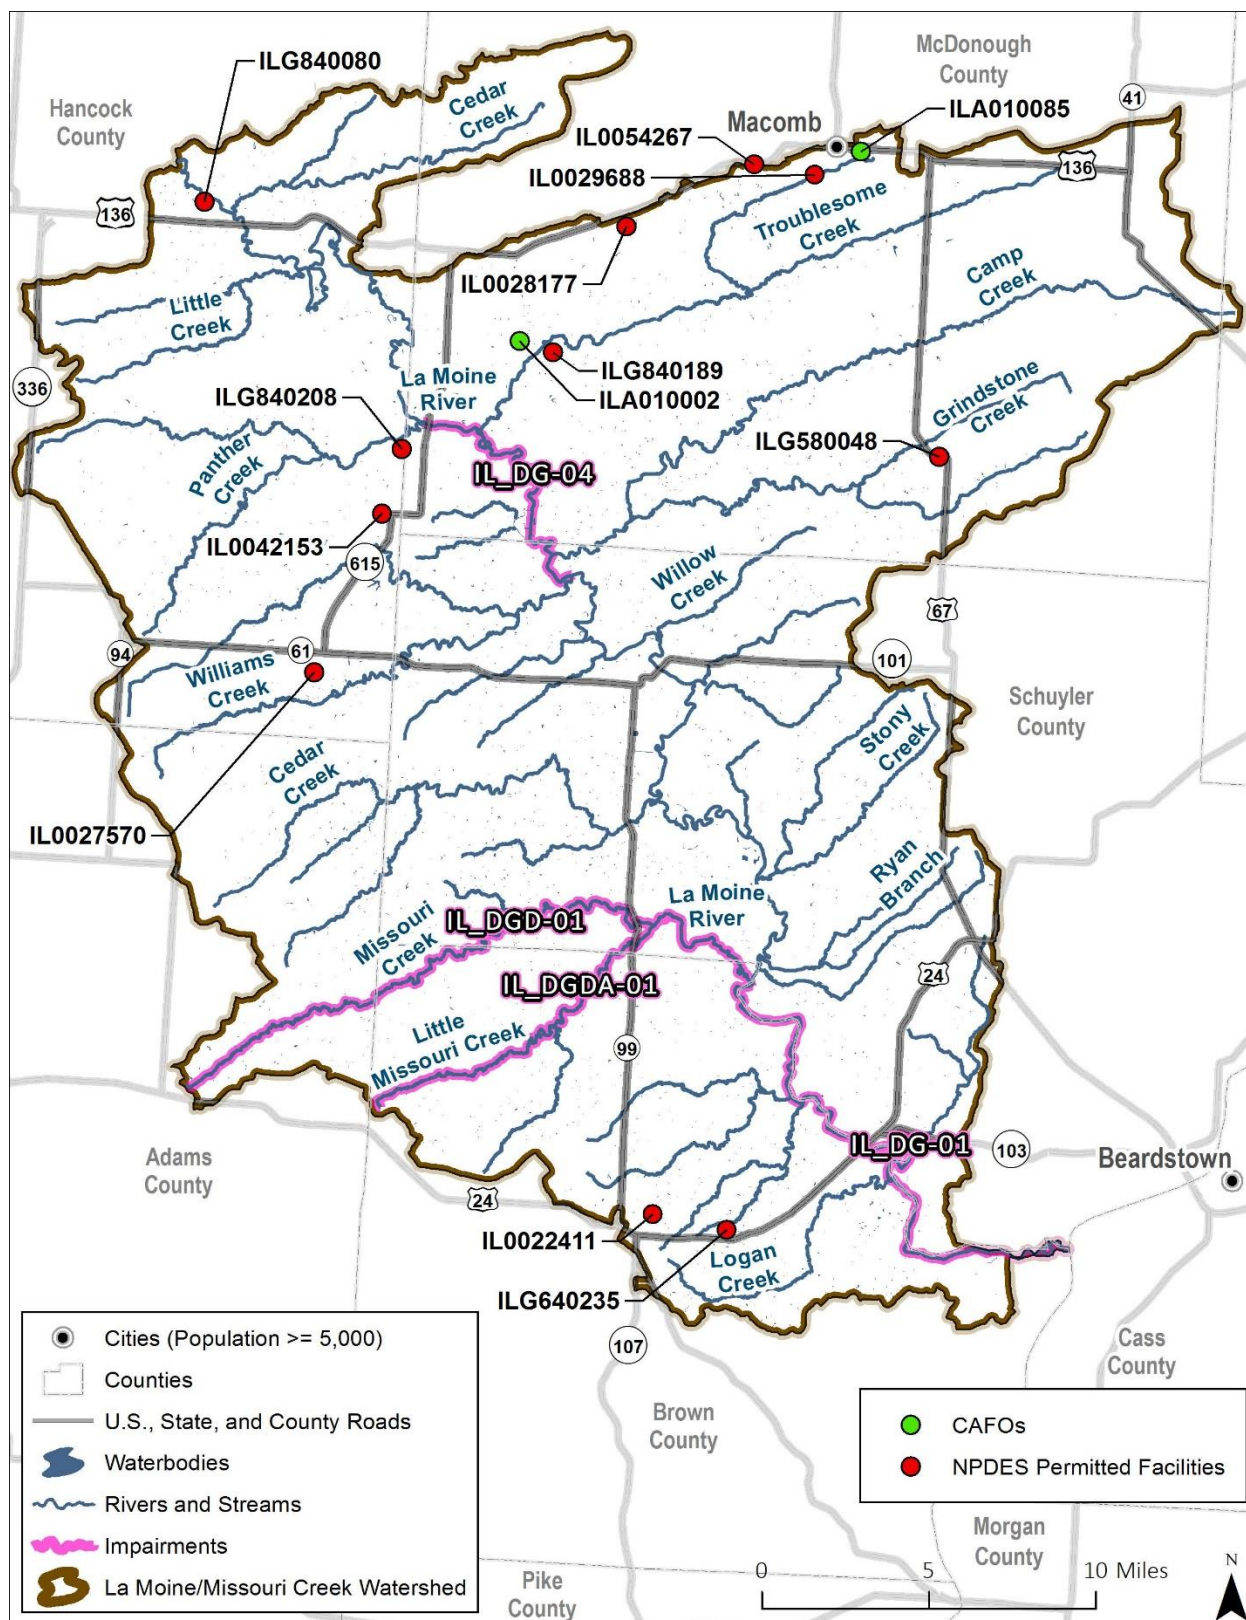 McDonough
County
ILG840080
Hancock
County
Cedar
Creek
ILA010085
41
IL0054267
Macomb
IL0029688
136
136
Troublesome
Creek
IL0028177
Camp
Creek
Little
Creek
ILG840189
ILA010002
336
La Moine
River
ILG840208
Grindstone
Creek
ILG580048
Panther
Creek
IL_DG-04
IL0042153
615
Willow
Creek
67
94
61
101
Williams
Creek
Schuyler
County
Stony
Creek
Cedar
Creek
IL0027570
Ryan
Branch
La Moine
River
Missouri
Creek
IL_DGD-01
24
IL_DGDA-01
Little
Missouri Creek
99
IL_DG-01
103
Adams
County
Beardstown
24
IL0022411
Logan
Creek
ILG640235
107
Cass
County
Brown
County
Cities (Population >= 5,000)
Counties
U.S., State, and County Roads
Waterbodies
Rivers and Streams
Impairments
La Moine/Missouri Creek Watershed
CAFOs
NPDES Permitted Facilities
Morgan
County
Pike
County
0 5 10 Miles
N